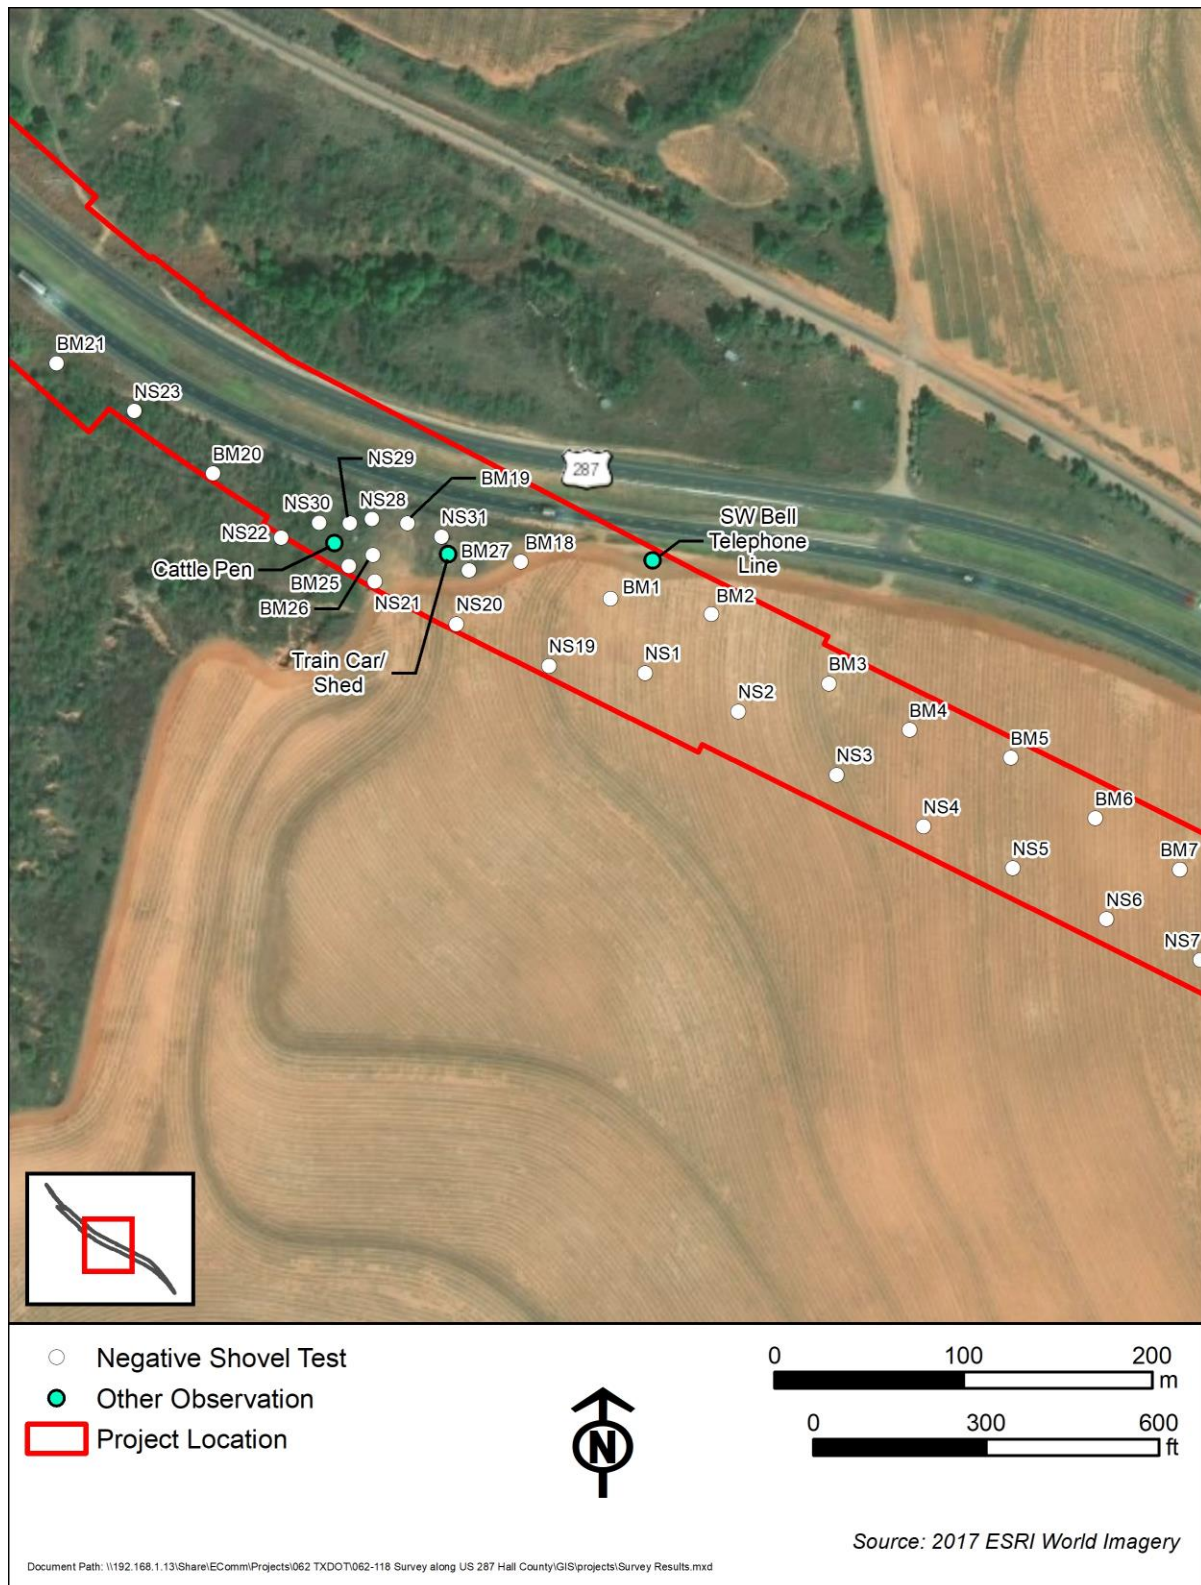 BM21
NS23
BM20
NS29
NS28
BM19
287
NS30
NS31
SW Bell
Telephone
Line
NS22
BM18
BM27
Cattle Pen
BM25
NS21
BM26
BM1
BM2
NS20
Train Car/
Shed
NS19
NS1
BM3
NS2
BM4
BM5
NS3
BM6
NS4
NS5
BM7
NS6
NS7
Negative Shovel Test
Other Observation
Project Location
N
0 100 200
m
0 300 600
ft
Source: 2017 ESRI World Imagery
Document Path: \\192.168.1.13\Share\EComm\Projects\062 TXDOT\062-118 Survey along US 287 Hall County\GIS\projects\Survey Results.mxd